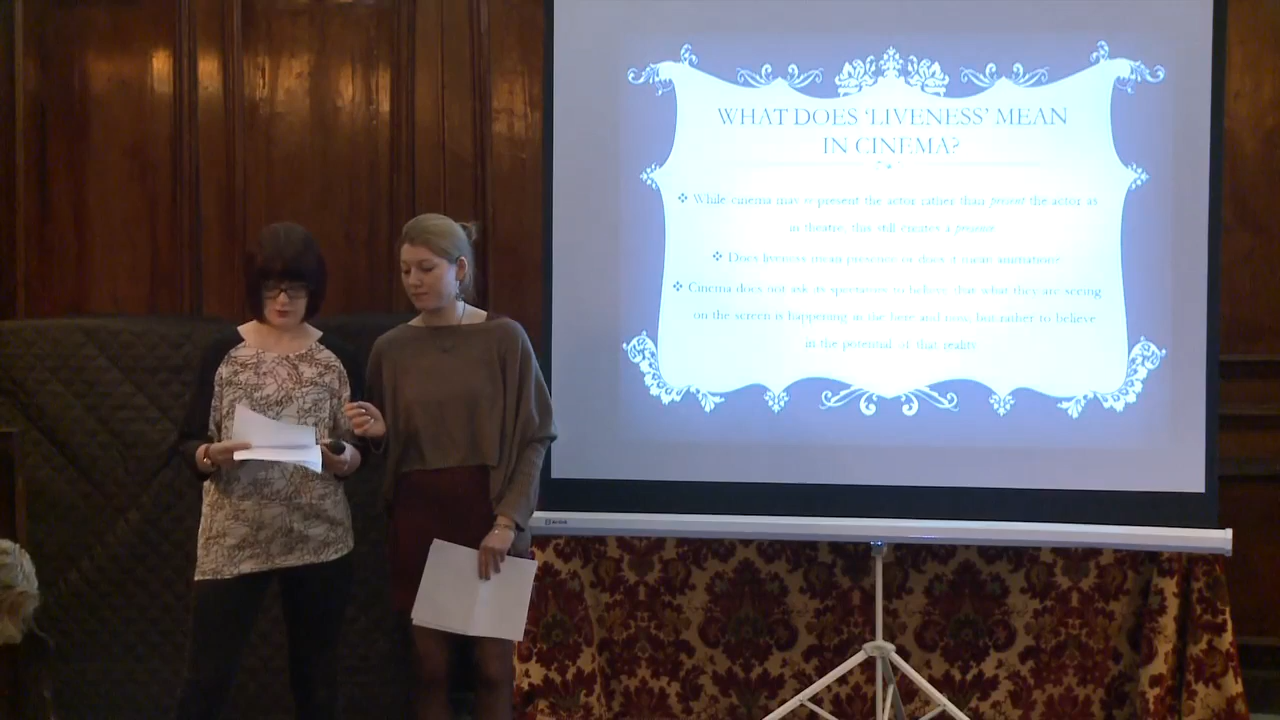 WHAT DOES 'LIVENESS' MEAN
IN CINEMA?
❖ While cinema may represent the actor rather than present the actor as
in theatre, this still creates a presence.
❖ Does liveness mean presence or does it mean animation?
❖ Cinema does not ask its spectators to believe that what they are seeing
on the screen is happening in the here and now, but rather to believe
in the potential of that reality.